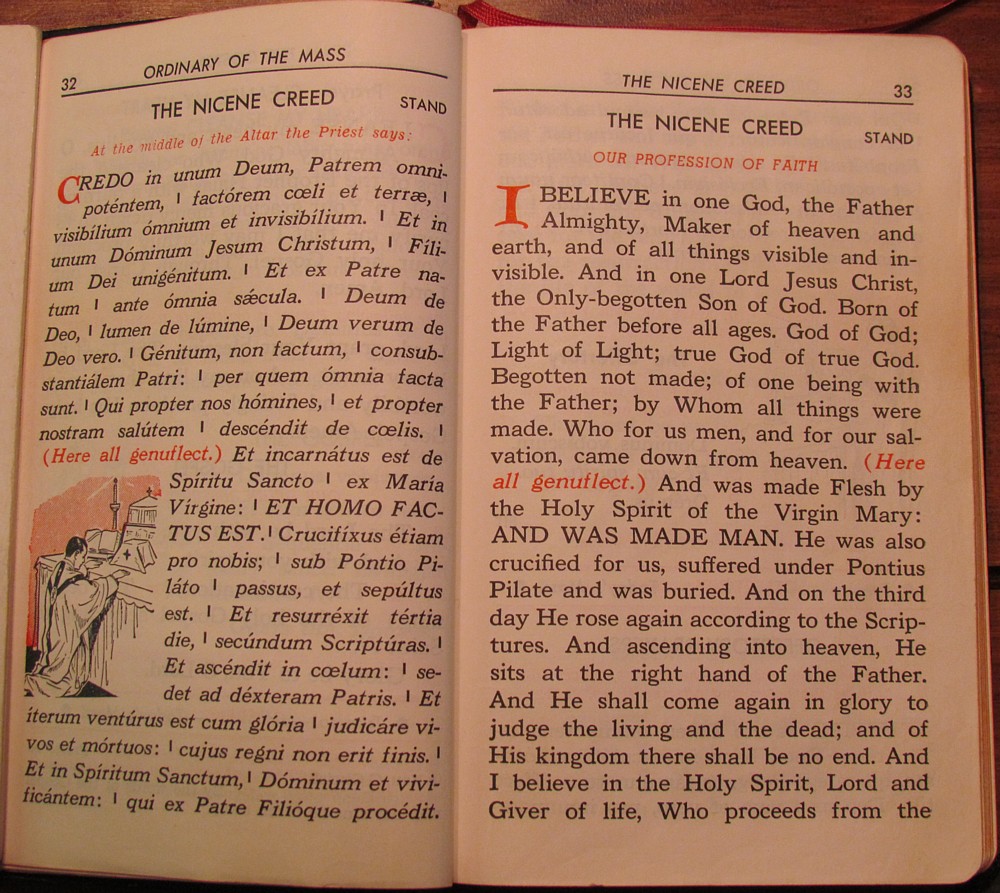 32 ORDINARY OF THE MASS
THE NICENE CREED STAND
At the middle of the Altar the Priest says:
CREDO in unum Deum, Patrem omni-
poténtem, ı factórem cœli et terræ, ı
visibílium ómnium et invisibílium. ı Et in
unum Dóminum Jesum Christum, ı Fíli-
um Dei unigénitum. ı Et ex Patre na-
tum ı ante ómnia sǽcula. ı Deum de
Deo, ı lumen de lúmine, ı Deum verum de
Deo vero. ı Génitum, non factum, ı consub-
stantiálem Patri: ı per quem ómnia facta
sunt. ı Qui propter nos hómines, ı et propter
nostram salútem ı descéndit de cœlis. ı
(Here all genuflect.) Et incarnátus est de
Spíritu Sancto ı ex María
Vírgine: ı ET HOMO FAC-
TUS EST. ı Crucifíxus étiam
pro nobis; ı sub Póntio Pi-
láto ı passus, et sepúltus
est. ı Et resurréxit tértia
die, ı secúndum Scriptúras. ı
Et ascéndit in cœlum: ı se-
det ad déxteram Patris. ı Et
íterum ventúrus est cum glória ı judicáre vi-
vos et mórtuos: ı cujus regni non erit finis. ı
Et in Spíritum Sanctum, ı Dóminum et vivi-
ficántem: ı qui ex Patre Filióque procédit.
THE NICENE CREED 33
THE NICENE CREED STAND
OUR PROFESSION OF FAITH
I BELIEVE in one God, the Father
Almighty, Maker of heaven and
earth, and of all things visible and in-
visible. And in one Lord Jesus Christ,
the Only-begotten Son of God. Born of
the Father before all ages. God of God;
Light of Light; true God of true God.
Begotten not made; of one being with
the Father; by Whom all things were
made. Who for us men, and for our sal-
vation, came down from heaven. (Here
all genuflect.) And was made Flesh by
the Holy Spirit of the Virgin Mary:
AND WAS MADE MAN. He was also
crucified for us, suffered under Pontius
Pilate and was buried. And on the third
day He rose again according to the Scrip-
tures. And ascending into heaven, He
sits at the right hand of the Father.
And He shall come again in glory to
judge the living and the dead; and of
His kingdom there shall be no end. And
I believe in the Holy Spirit, Lord and
Giver of life, Who proceeds from the